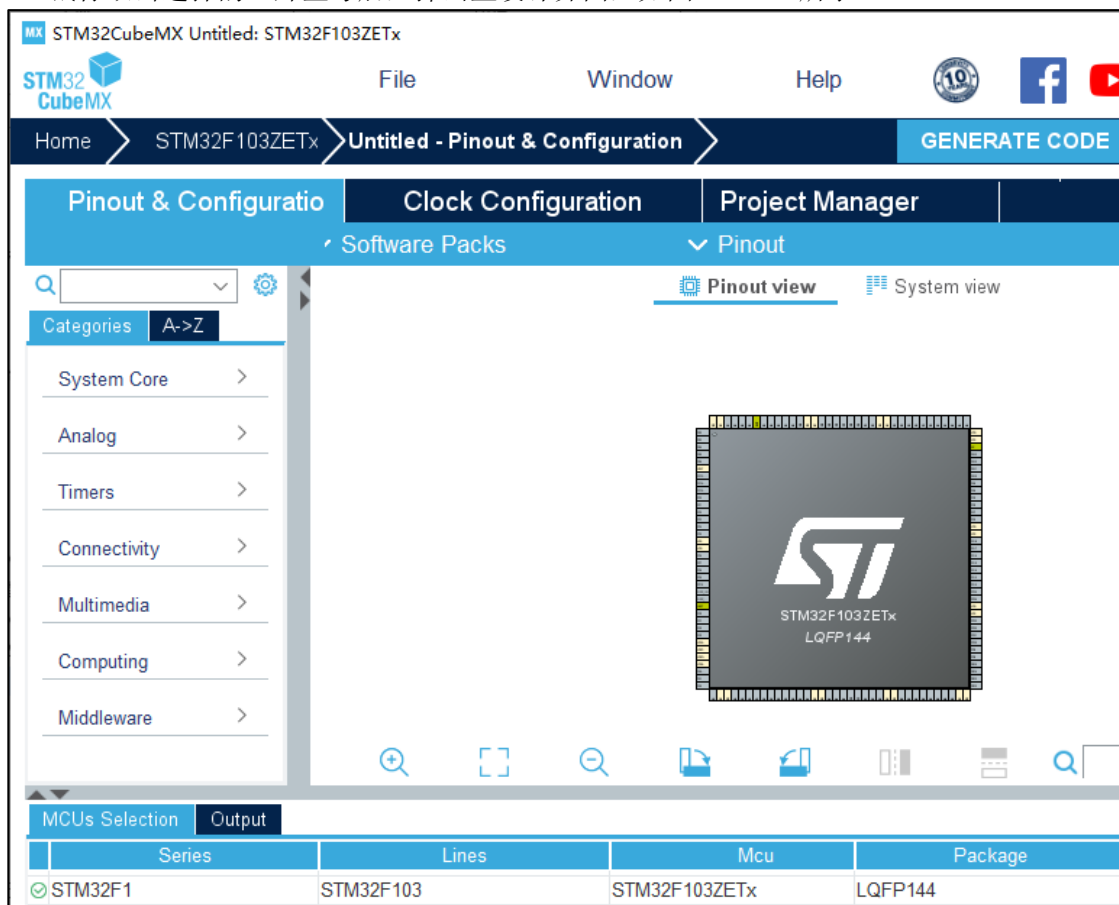 STM32CubeMX Untitled: STM32F103ZETx
STM32 CubeMX
File Window Help
Home STM32F103ZETx Untitled - Pinout & Configuration GENERATE CODE
Pinout & Configuratio Clock Configuration Project Manager
Software Packs Pinout
Pinout view System view
Categories A->Z
System Core
Analog
Timers
Connectivity
Multimedia
Computing
Middleware
ST
STM32F103ZETx
LQFP144
MCUs Selection Output
Series Lines Mcu Package
STM32F1 STM32F103 STM32F103ZETx LQFP144